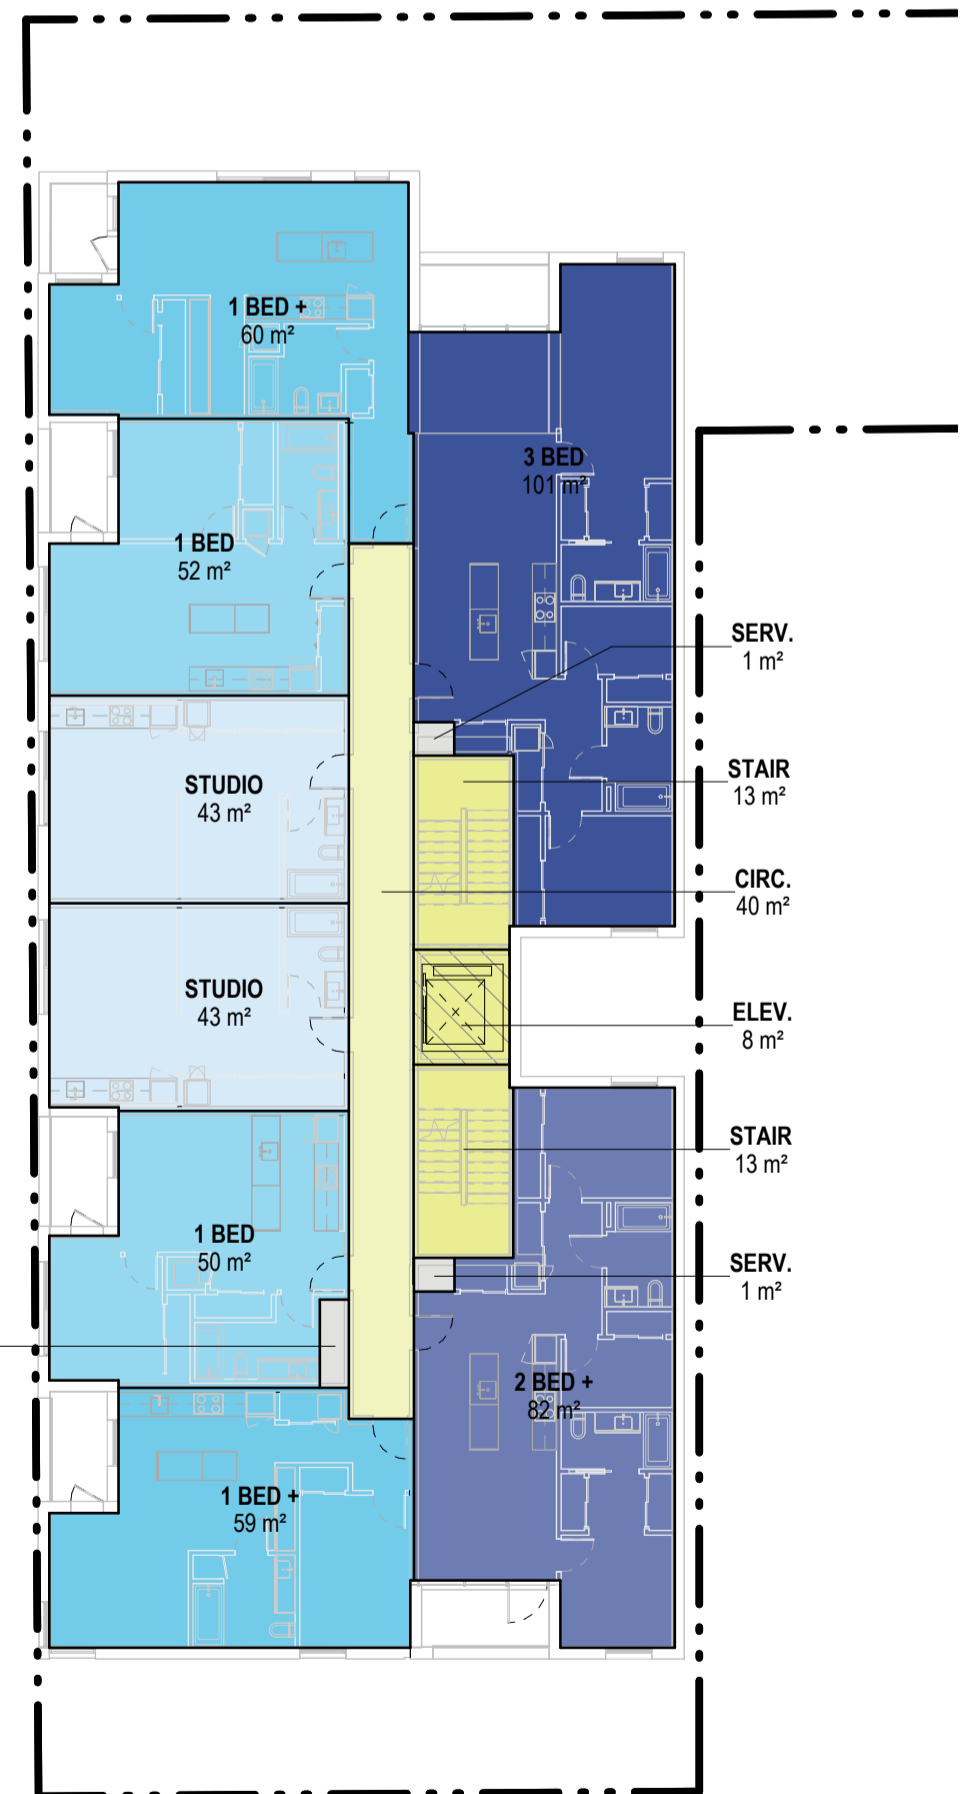 1 BED +
60 m²
3 BED
101 m²
1 BED
52 m²
SERV.
1 m²
STAIR
13 m²
STUDIO
43 m²
CIRC.
40 m²
STUDIO
43 m²
ELEV.
8 m²
STAIR
13 m²
1 BED
50 m²
SERV.
1 m²
2 BED +
82 m²
1 BED +
59 m²